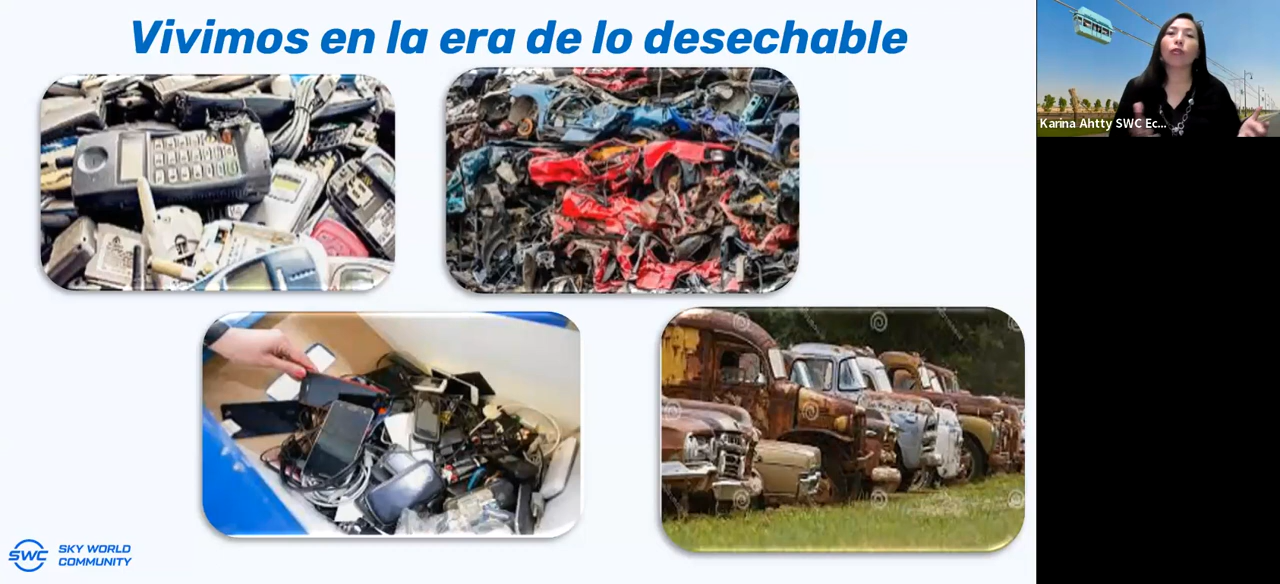 Vivimos en la era de lo desechable
Karina Ahtty SWC Ec...
SWC
SKY WORLD
COMMUNITY